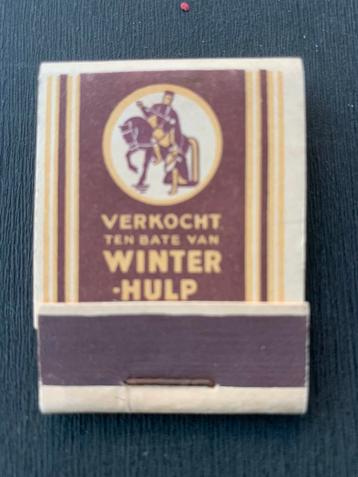 VERKOCHT
TEN BATE VAN
WINTER
-HULP